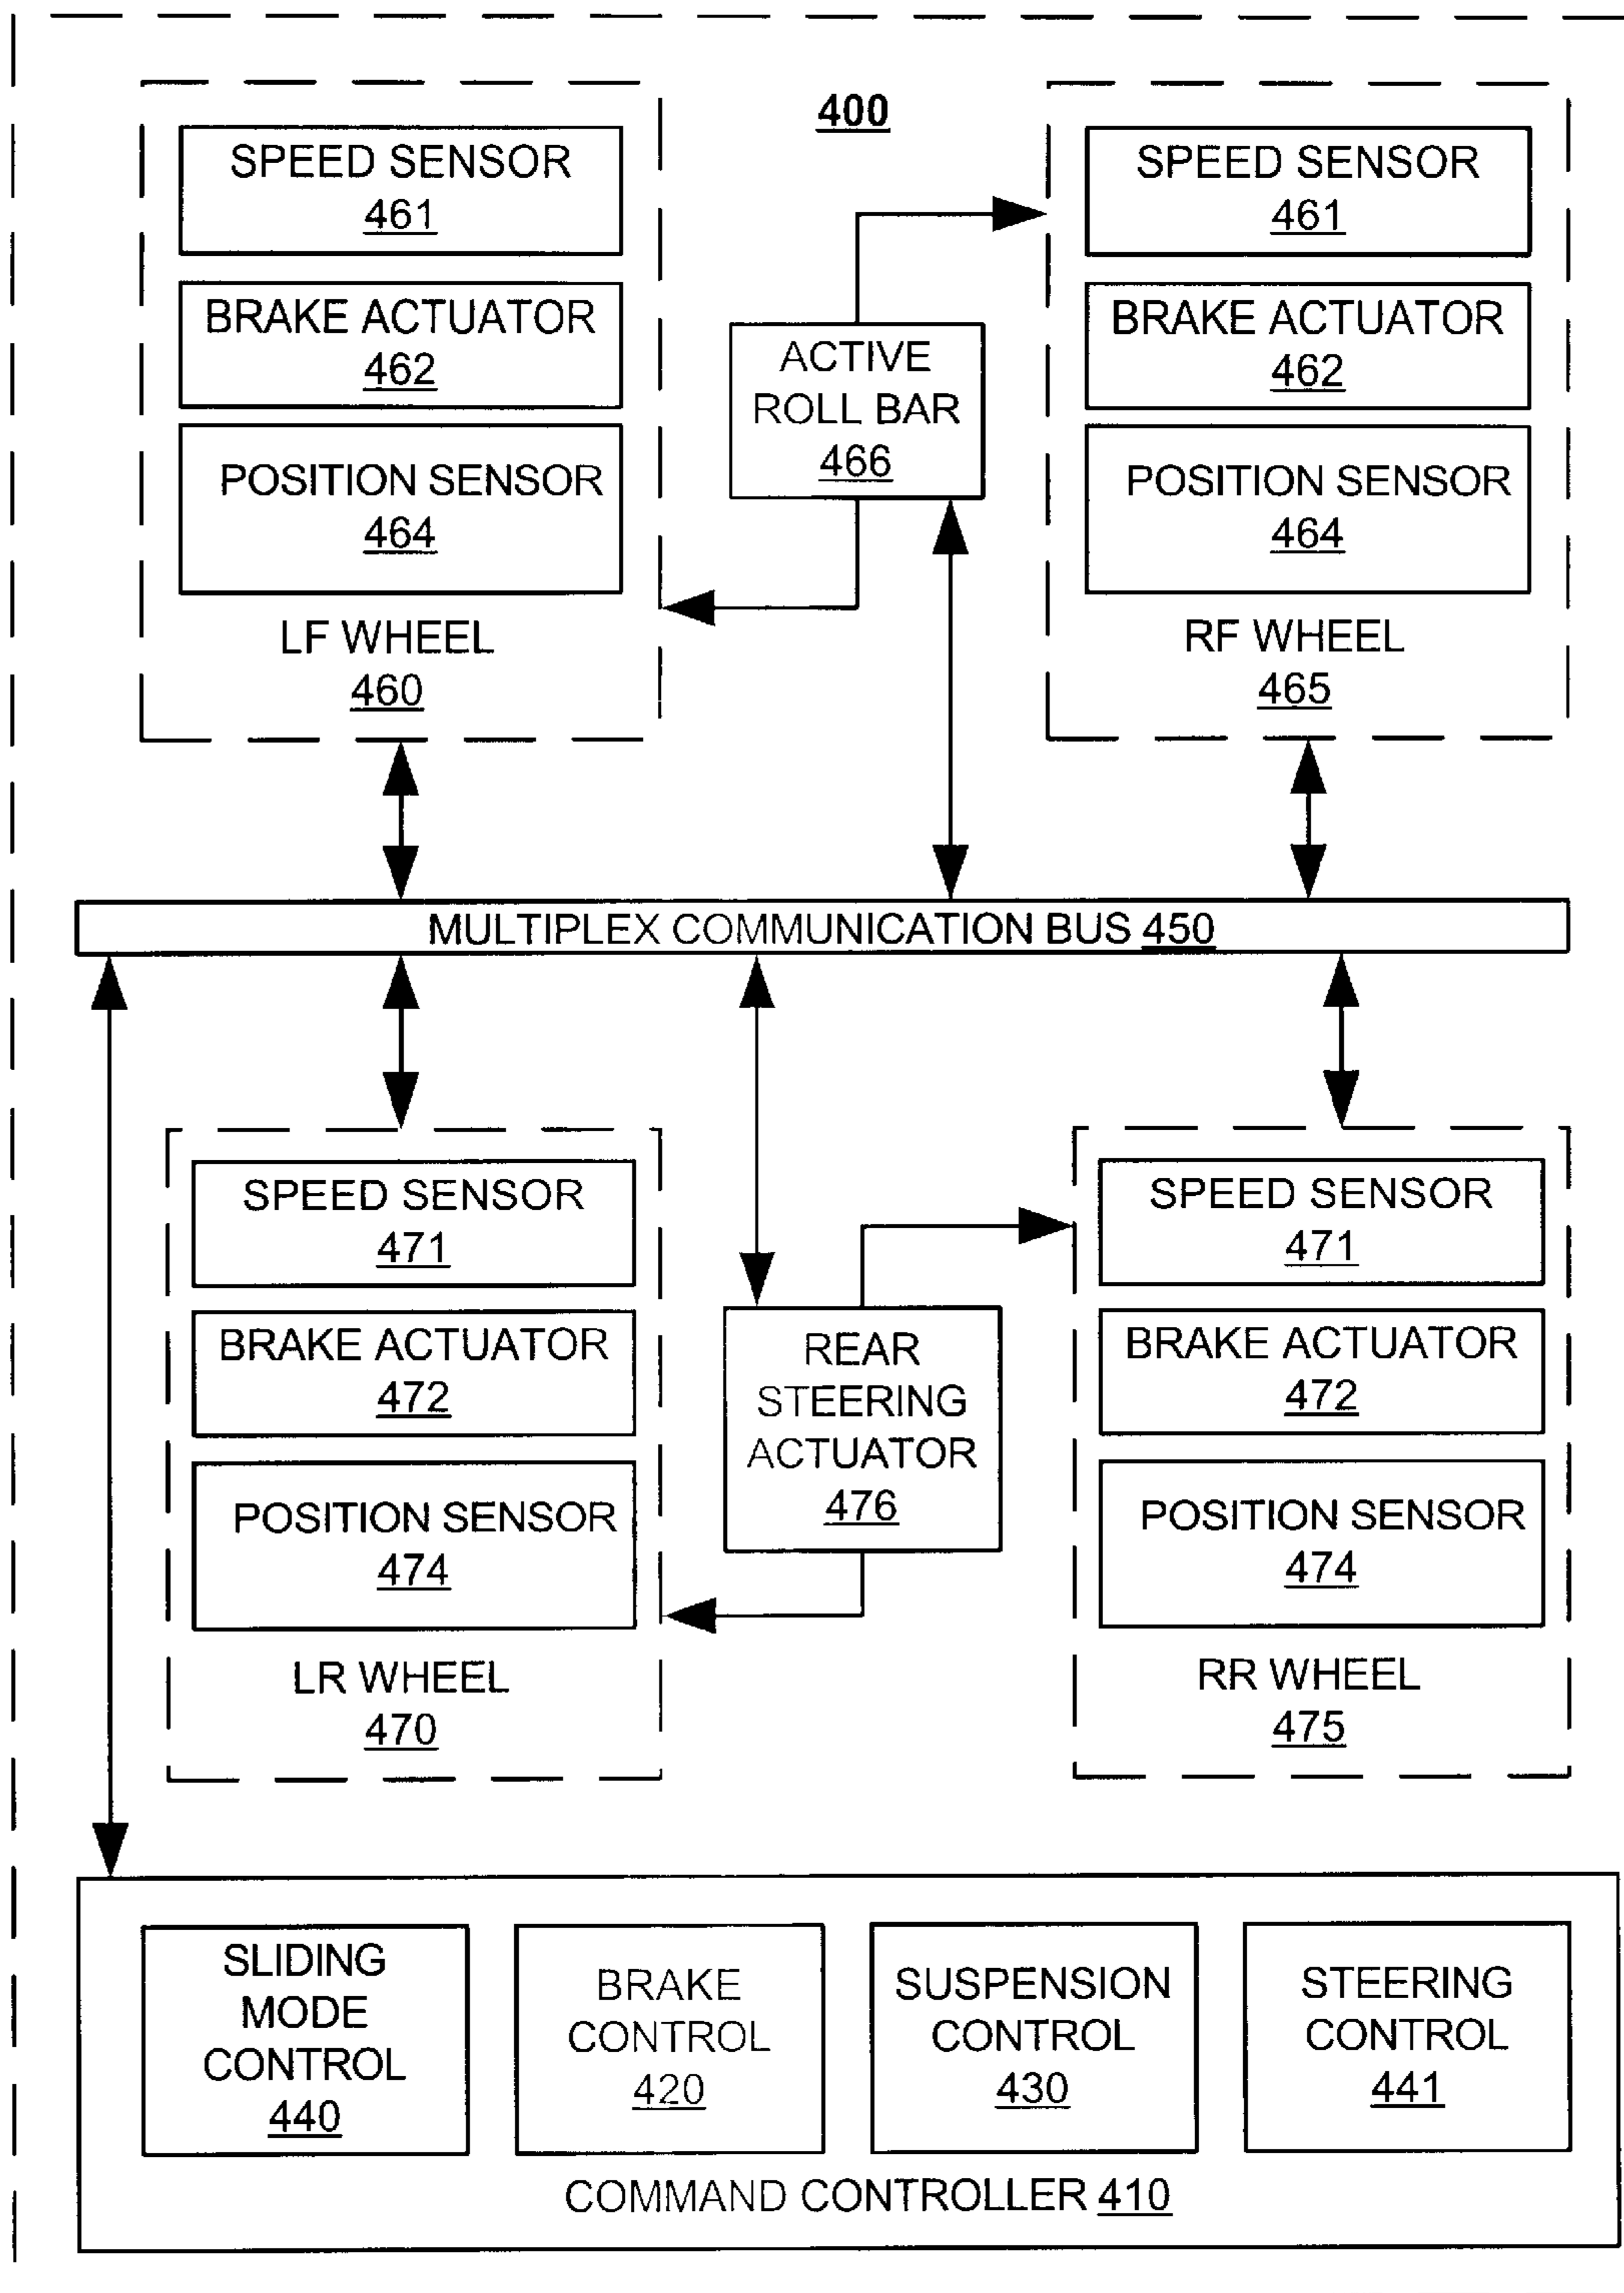 400
SPEED SENSOR
461
BRAKE ACTUATOR
462
POSITION SENSOR
464
LF WHEEL
460
ACTIVE
ROLL BAR
466
SPEED SENSOR
461
BRAKE ACTUATOR
462
POSITION SENSOR
464
RF WHEEL
465
MULTIPLEX COMMUNICATION BUS 450
SPEED SENSOR
471
BRAKE ACTUATOR
472
POSITION SENSOR
474
LR WHEEL
470
REAR
STEERING
ACTUATOR
476
SPEED SENSOR
471
BRAKE ACTUATOR
472
POSITION SENSOR
474
RR WHEEL
475
SLIDING
MODE
CONTROL
440
BRAKE
CONTROL
420
SUSPENSION
CONTROL
430
STEERING
CONTROL
441
COMMAND CONTROLLER 410